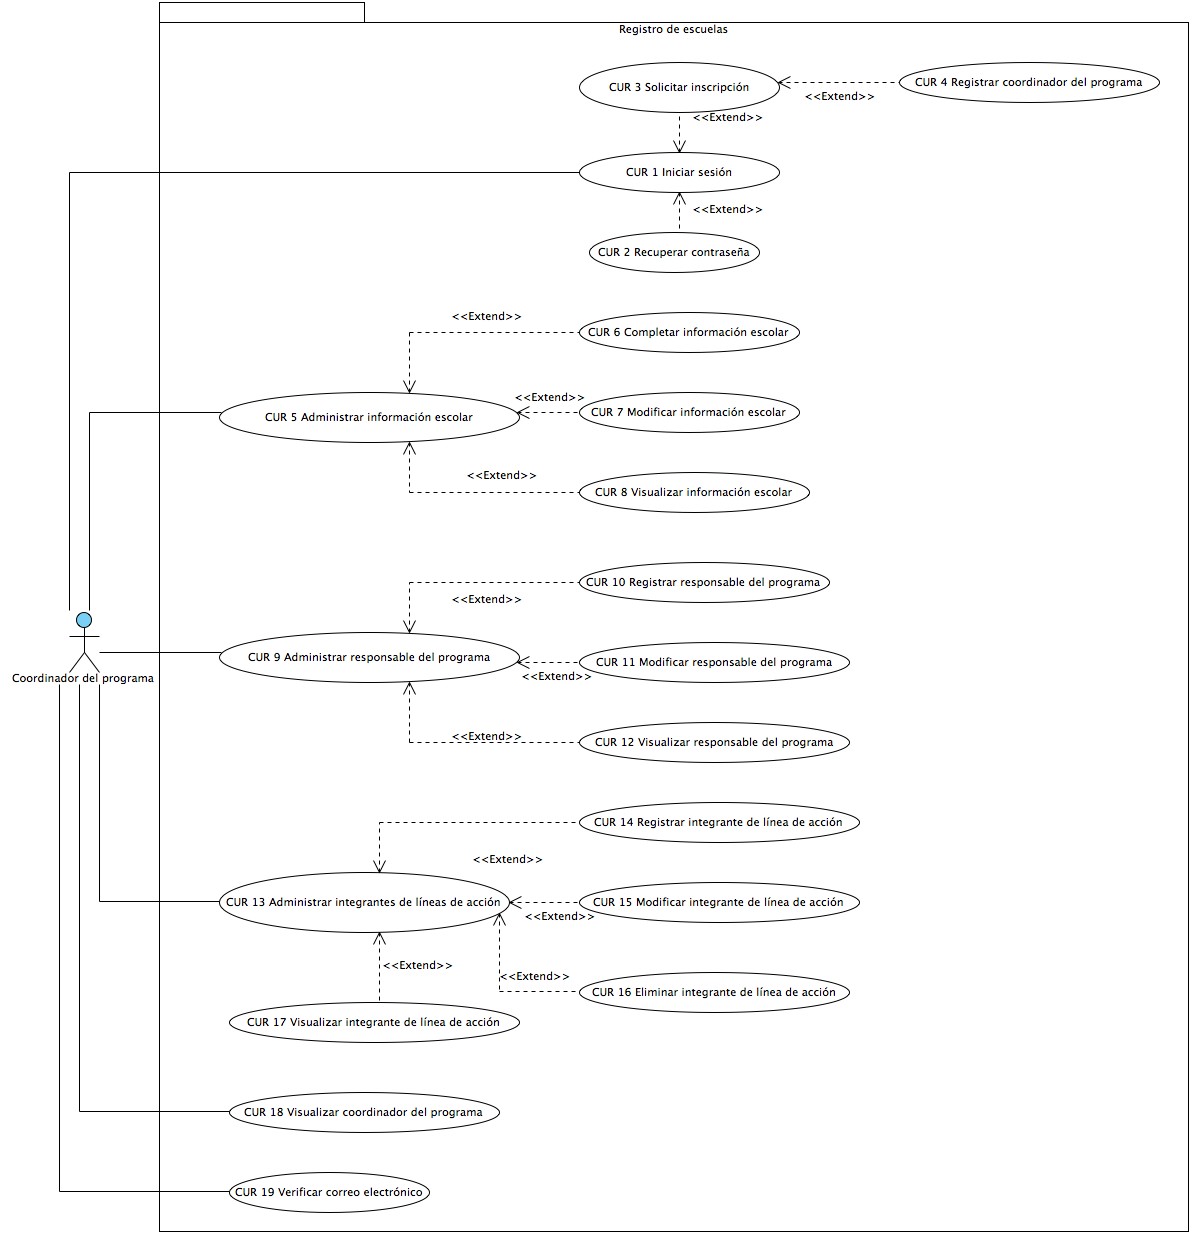 Registro de escuelas
CUR 3 Solicitar inscripción
CUR 4 Registrar coordinador del programa
<<Extend>>
<<Extend>>
CUR 1 Iniciar sesión
<<Extend>>
CUR 2 Recuperar contraseña
<<Extend>>
CUR 6 Completar información escolar
<<Extend>>
CUR 5 Administrar información escolar
CUR 7 Modificar información escolar
<<Extend>>
CUR 8 Visualizar información escolar
CUR 10 Registrar responsable del programa
<<Extend>>
CUR 9 Administrar responsable del programa
CUR 11 Modificar responsable del programa
<<Extend>>
Coordinador del programa
<<Extend>>
CUR 12 Visualizar responsable del programa
CUR 14 Registrar integrante de línea de acción
<<Extend>>
CUR 13 Administrar integrantes de líneas de acción
CUR 15 Modificar integrante de línea de acción
<<Extend>>
<<Extend>>
<<Extend>>
CUR 16 Eliminar integrante de línea de acción
CUR 17 Visualizar integrante de línea de acción
CUR 18 Visualizar coordinador del programa
CUR 19 Verificar correo electrónico